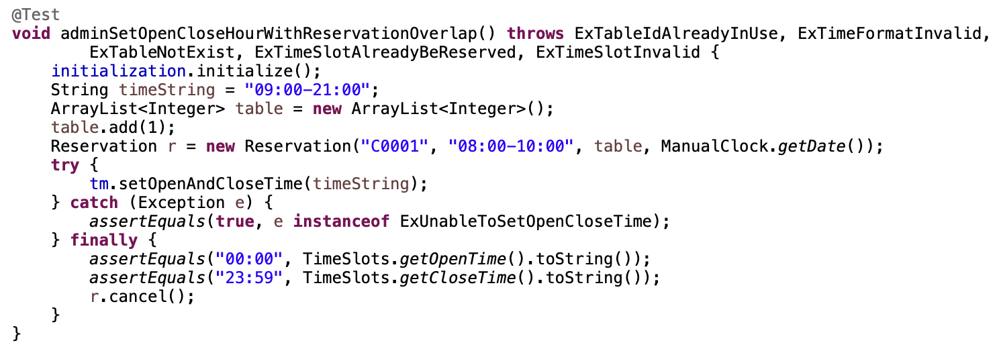 @Test
void adminSetOpenCloseHourWithReservationOverlap() throws ExTableIdAlreadyInUse, ExTimeFormatInvalid,
        ExTableNotExist, ExTimeSlotAlreadyBeReserved, ExTimeSlotInvalid {
    initialization.initialize();
    String timeString = "09:00-21:00";
    ArrayList<Integer> table = new ArrayList<Integer>();
    table.add(1);
    Reservation r = new Reservation("C0001", "08:00-10:00", table, ManualClock.getDate());
    try {
        tm.setOpenAndCloseTime(timeString);
    } catch (Exception e) {
        assertEquals(true, e instanceof ExUnableToSetOpenCloseTime);
    } finally {
        assertEquals("00:00", TimeSlots.getOpenTime().toString());
        assertEquals("23:59", TimeSlots.getCloseTime().toString());
        r.cancel();
    }
}